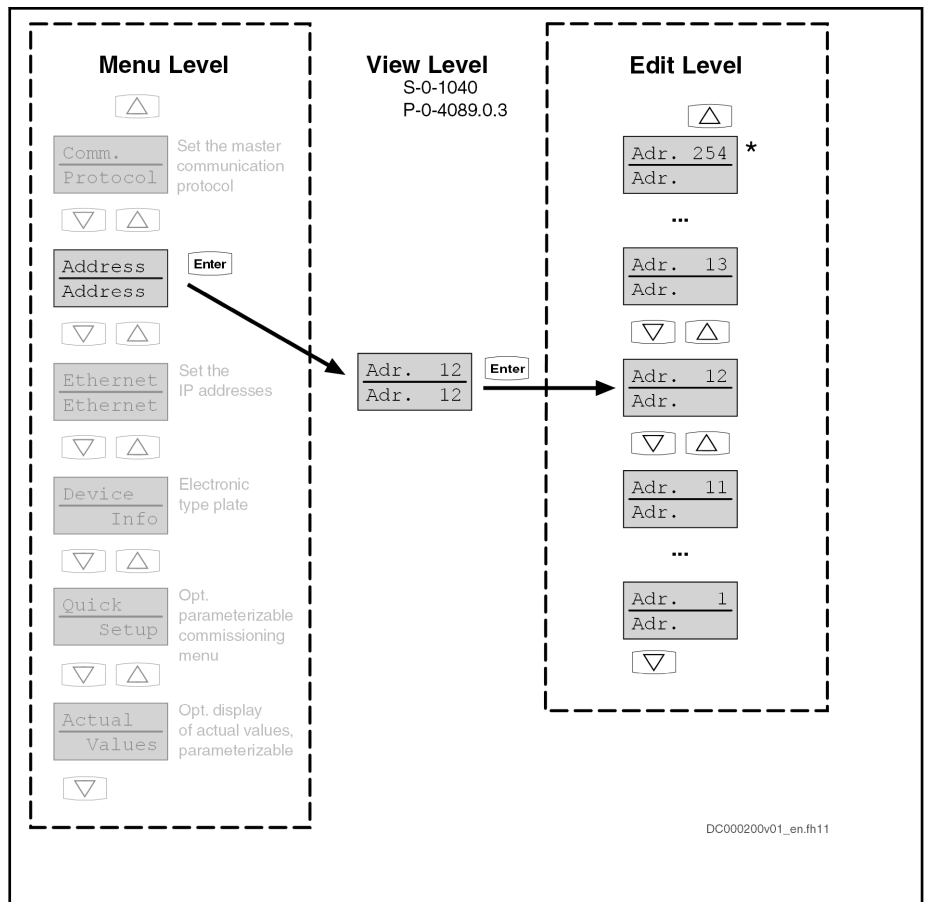 Menu Level
Comm.
Protocol
Set the master
communication
protocol
Address
Address
Enter
Ethernet
Ethernet
Set the
IP addresses
Device
Info
Electronic
type plate
Quick
Setup
Opt.
parameterizable
commissioning
menu
Actual
Values
Opt. display
of actual values,
parameterizable
View Level
S-0-1040
P-0-4089.0.3
Adr. 12
Adr. 12
Enter
Edit Level
Adr. 254 *
Adr.
...
Adr. 13
Adr.
Adr. 12
Adr.
Adr. 11
Adr.
...
Adr. 1
Adr.
DC000200v01_en.fh11